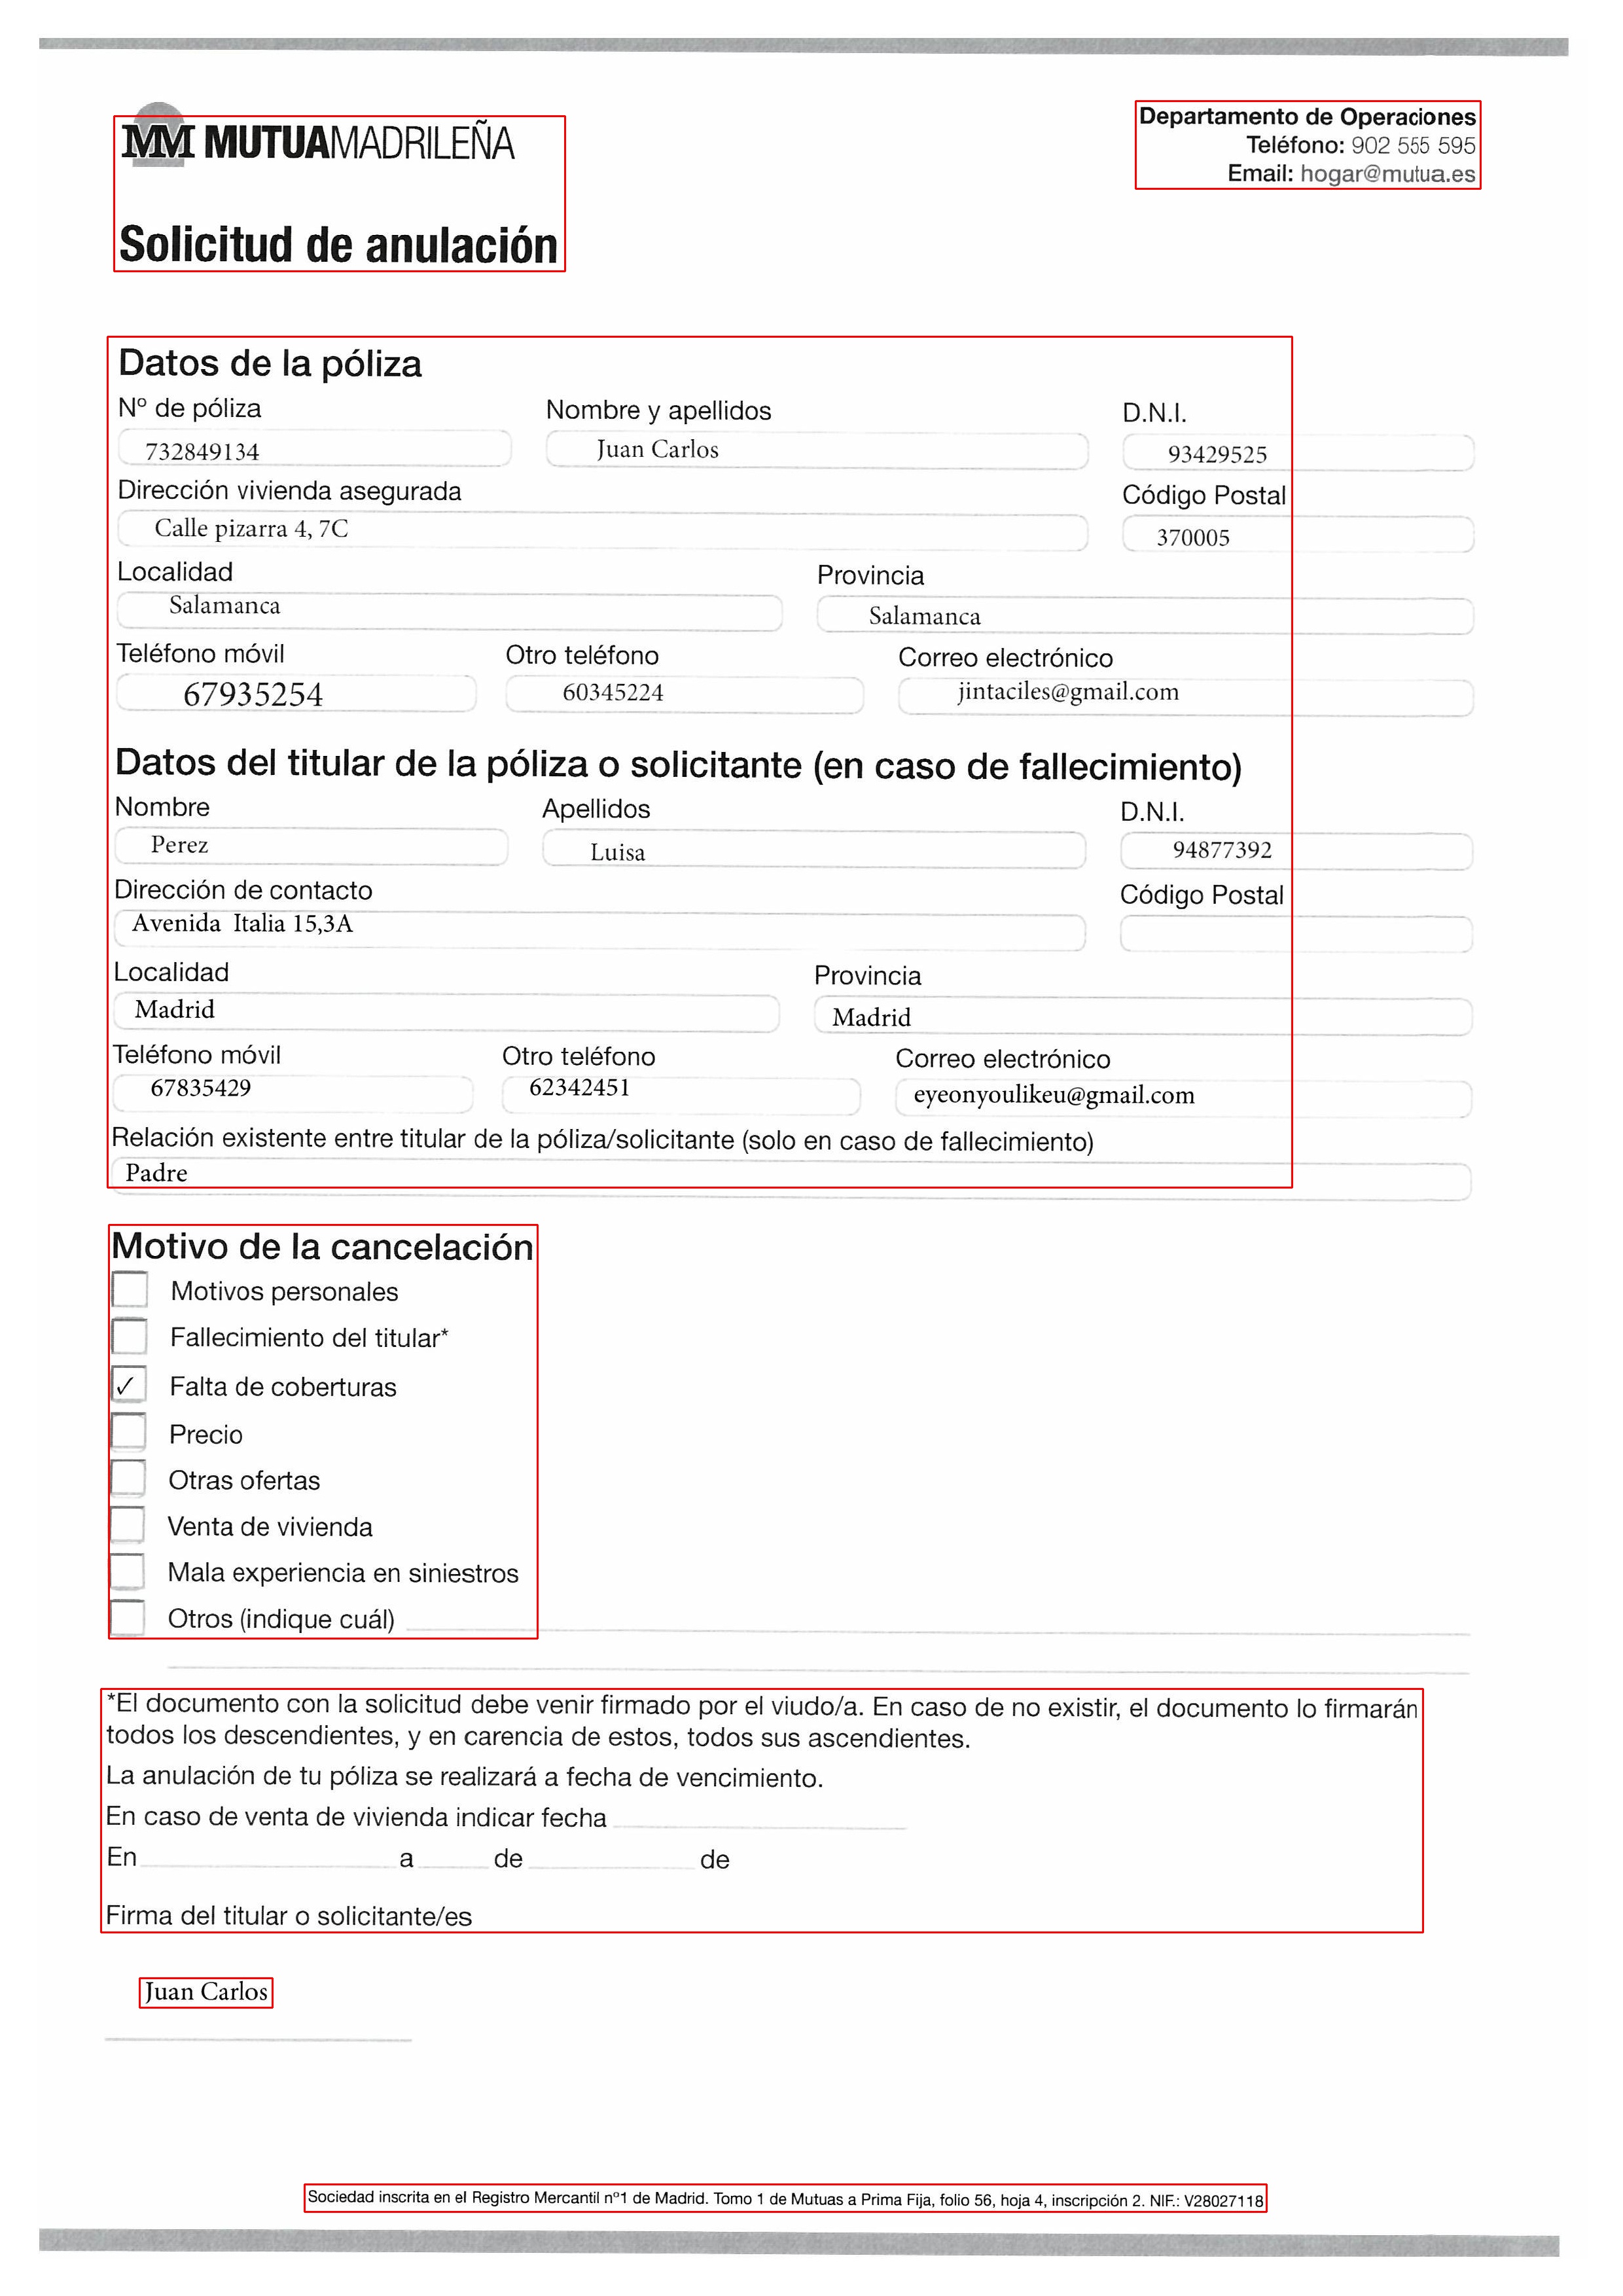 MM MUTUAMADRILEÑA
Departamento de Operaciones
Teléfono: 902 555 595
Email: hogar@mutua.es
Solicitud de anulación
Datos de la póliza
Nº de póliza Nombre y apellidos D.N.I.
732849134 Juan Carlos 93429525
Dirección vivienda asegurada Código Postal
Calle pizarra 4, 7C 370005
Localidad Provincia
Salamanca Salamanca
Teléfono móvil Otro teléfono Correo electrónico
67935254 60345224 jintaciles@gmail.com
Datos del titular de la póliza o solicitante (en caso de fallecimiento)
Nombre Apellidos D.N.I.
Perez Luisa 94877392
Dirección de contacto Código Postal
Avenida Italia 15,3A
Localidad Provincia
Madrid Madrid
Teléfono móvil Otro teléfono Correo electrónico
67835429 62342451 eyeonyoulikeu@gmail.com
Relación existente entre titular de la póliza/solicitante (solo en caso de fallecimiento)
Padre
Motivo de la cancelación
Motivos personales
Fallecimiento del titular*
✓ Falta de coberturas
Precio
Otras ofertas
Venta de vivienda
Mala experiencia en siniestros
Otros (indique cuál)
*El documento con la solicitud debe venir firmado por el viudo/a. En caso de no existir, el documento lo firmarán
todos los descendientes, y en carencia de estos, todos sus ascendientes.
La anulación de tu póliza se realizará a fecha de vencimiento.
En caso de venta de vivienda indicar fecha
En a de de
Firma del titular o solicitante/es
Juan Carlos
Sociedad inscrita en el Registro Mercantil nº1 de Madrid. Tomo 1 de Mutuas a Prima Fija, folio 56, hoja 4, inscripción 2. NIF.: V28027118